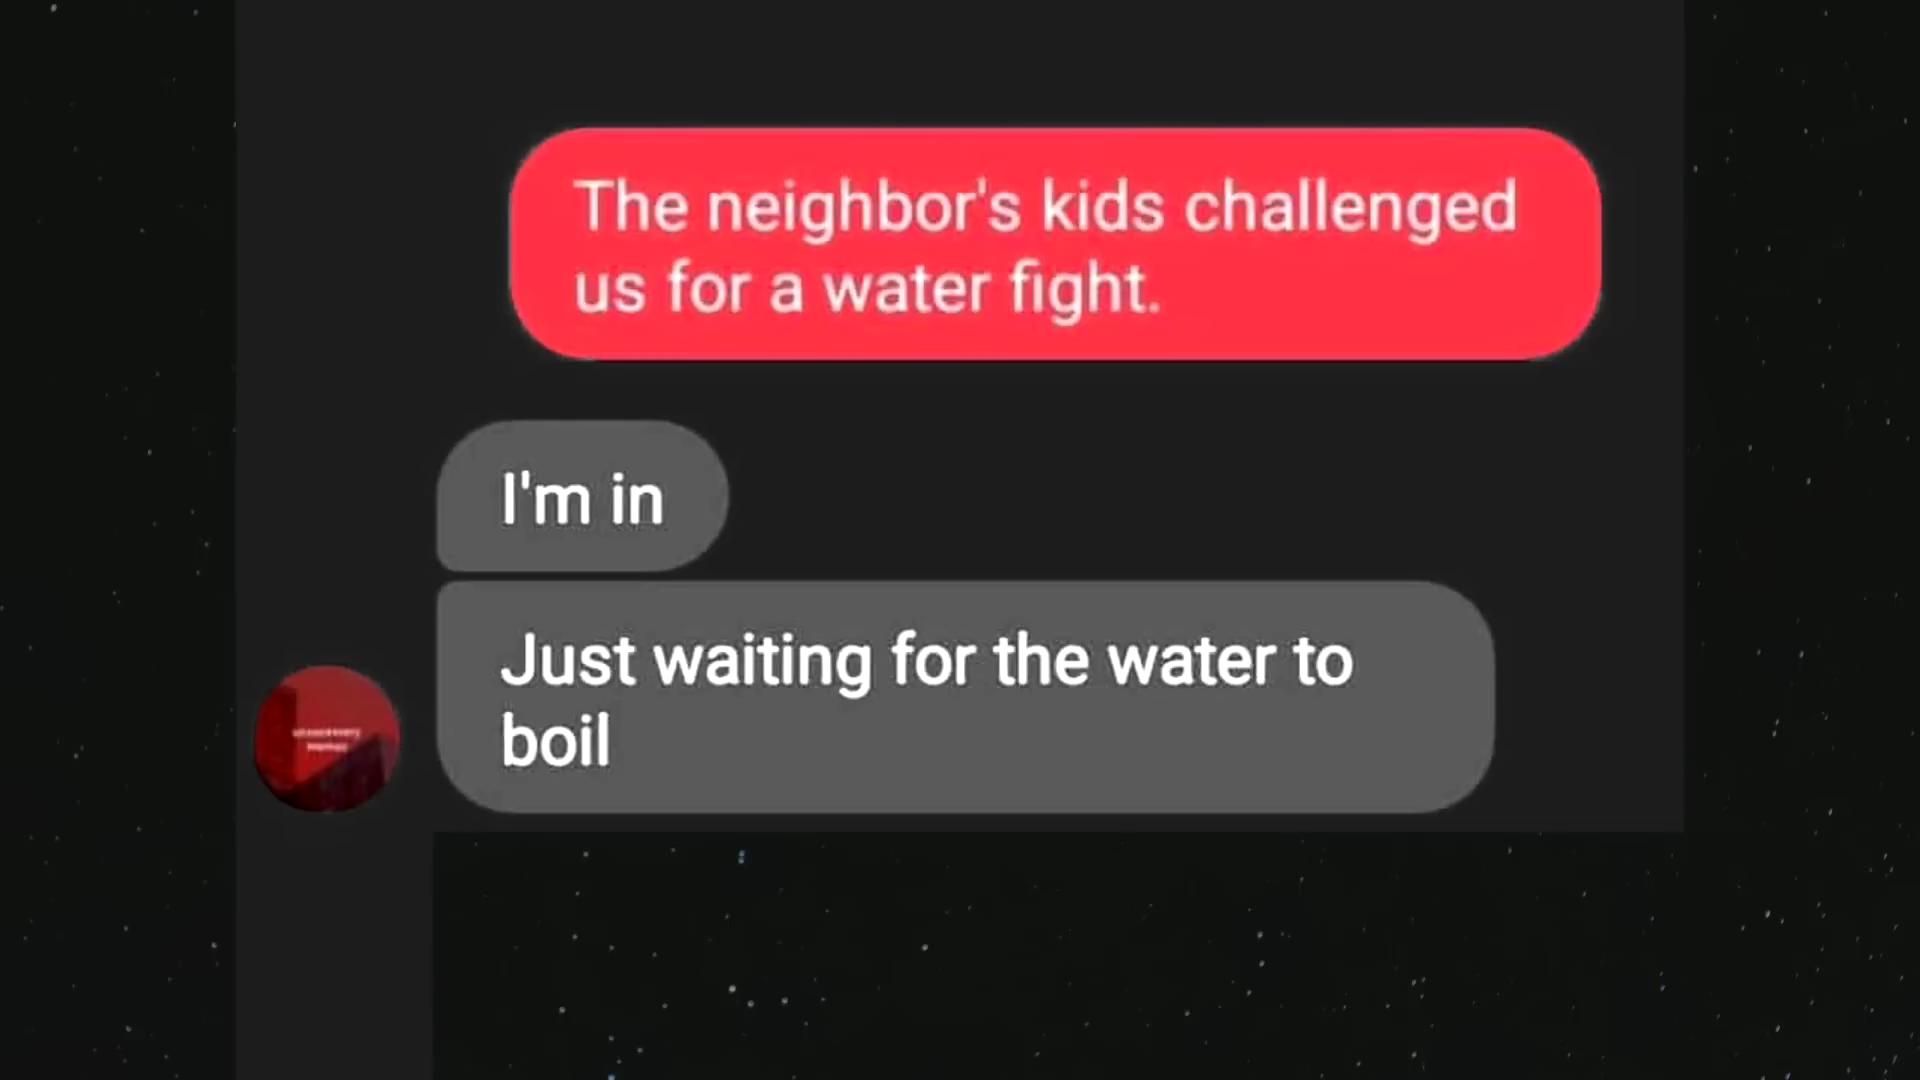 The neighbor's kids challenged
us for a water fight.
I'm in
Just waiting for the water to
boil